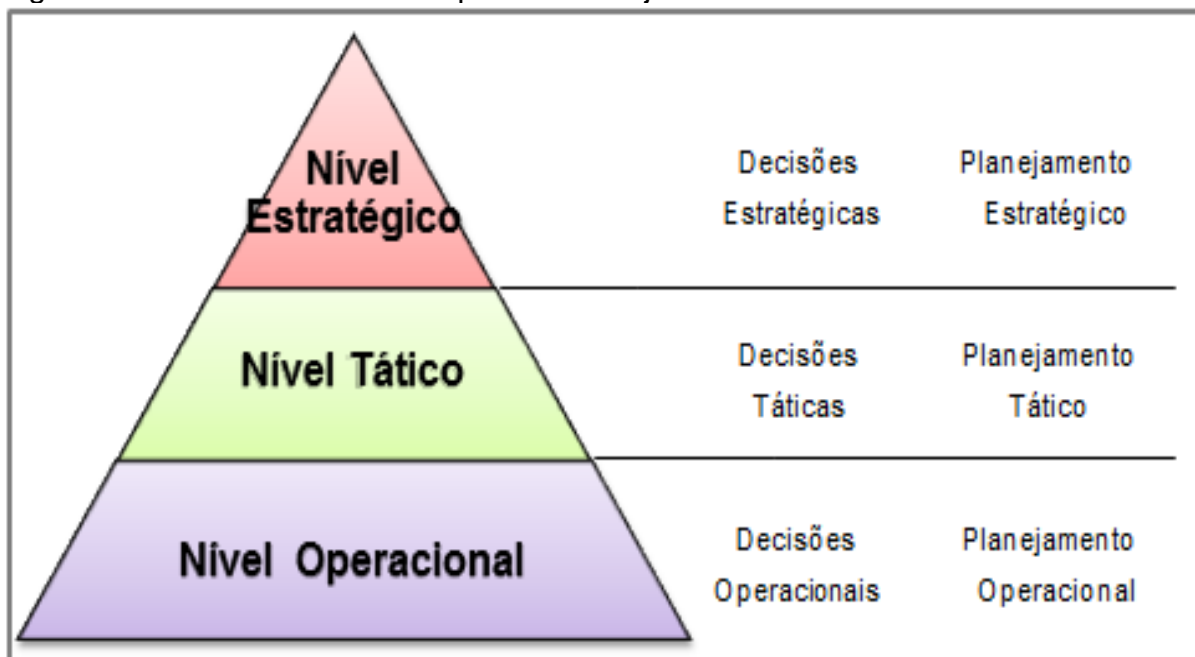 Nível
Estratégico
Decisões
Estratégicas
Planejamento
Estratégico
Nível Tático
Decisões
Táticas
Planejamento
Tático
Nível Operacional
Decisões
Operacionais
Planejamento
Operacional